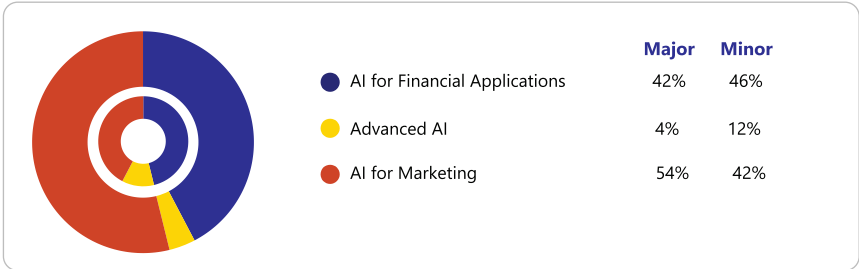 Major Minor
AI for Financial Applications 42% 46%
Advanced AI 4% 12%
AI for Marketing 54% 42%